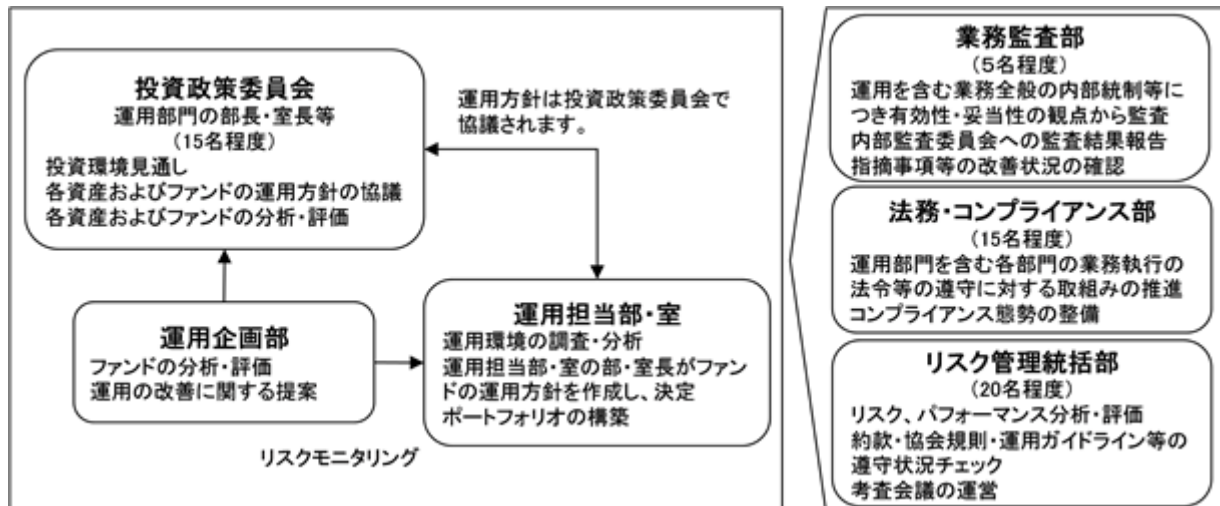 投資政策委員会
運用部門の部長・室長等
(15名程度)
投資環境見通し
各資産およびファンドの運用方針の協議
各資産およびファンドの分析・評価
運用方針は投資政策委員会で
協議されます。
運用企画部
ファンドの分析・評価
運用の改善に関する提案
運用担当部・室
運用環境の調査・分析
運用担当部・室の部・室長がファン
ドの運用方針を作成し、決定
ポートフォリオの構築
リスクモニタリング
業務監査部
(5名程度)
運用を含む業務全般の内部統制等に
つき有効性・妥当性の観点から監査
内部監査委員会への監査結果報告
指摘事項等の改善状況の確認
法務・コンプライアンス部
(15名程度)
運用部門を含む各部門の業務執行の
法令等の遵守に対する取組みの推進
コンプライアンス態勢の整備
リスク管理統括部
(20名程度)
リスク、パフォーマンス分析・評価
約款・協会規則・運用ガイドライン等の
遵守状況チェック
考査会議の運営